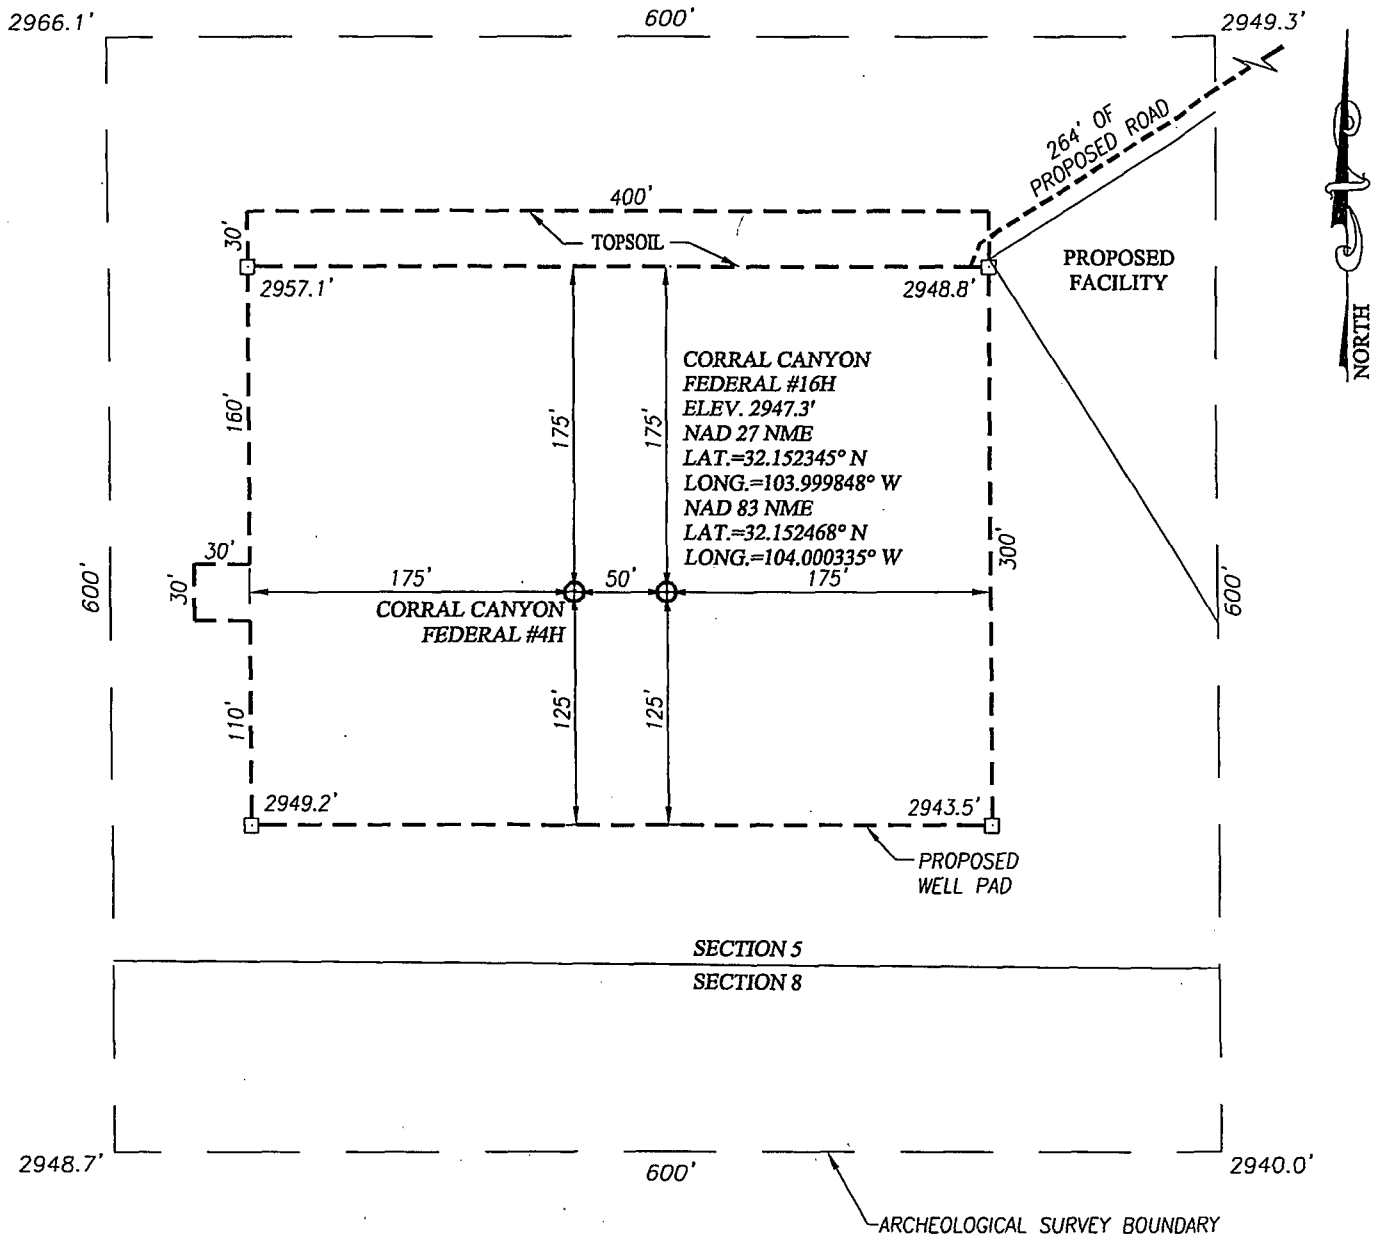 2966.1'
600'
2949.3'
264' OF
PROPOSED ROAD
400'
30'
TOPSOIL
2957.1'
2948.8'
PROPOSED
FACILITY
NORTH
CORRAL CANYON
FEDERAL #16H
ELEV. 2947.3'
NAD 27 NME
LAT.=32.152345° N
LONG.=103.999848° W
NAD 83 NME
LAT.=32.152468° N
LONG.=104.000335° W
160'
175'
175'
300'
30'
30'
175'
50'
175'
600'
600'
CORRAL CANYON
FEDERAL #4H
110'
125'
125'
2949.2'
2943.5'
PROPOSED
WELL PAD
SECTION 5
SECTION 8
2948.7'
600'
2940.0'
ARCHEOLOGICAL SURVEY BOUNDARY